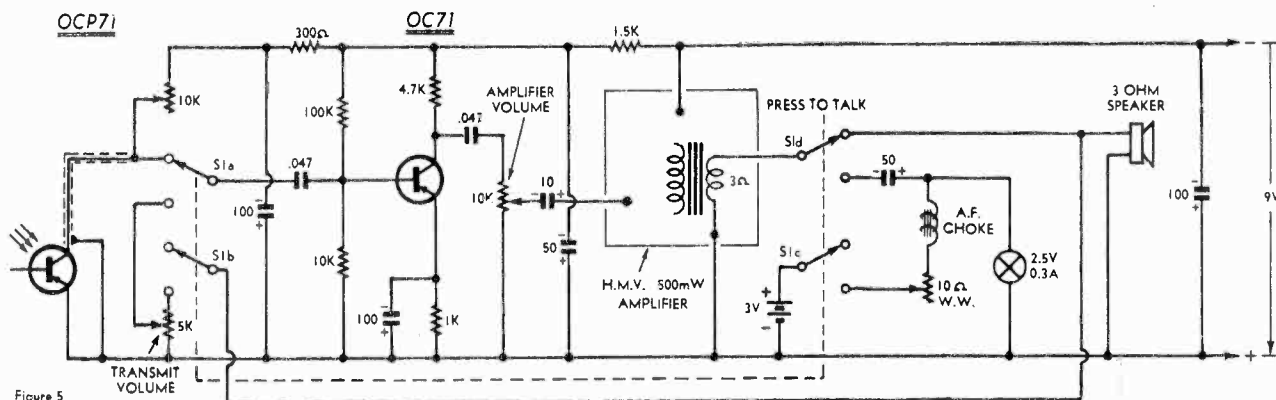 OCP71
OC71
300Ω
1.5K
10K
100K
4.7K
AMPLIFIER
VOLUME
PRESS TO TALK
3 OHM
SPEAKER
S1a
.047
.047
10K
10
3Ω
S1d
50
A.F.
CHOKE
100
9V
S1b
100
10K
50
H.M.V. 500mW
AMPLIFIER
S1c
3V
10Ω
W.W.
2.5V
0.3A
5K
100
1K
TRANSMIT
VOLUME
Figure 5